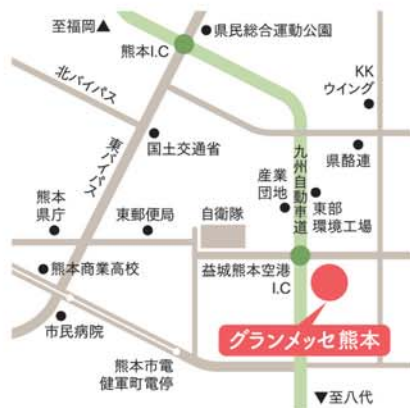 至福岡▲
県民総合運動公園
熊本I.C
KK
ウイング
北バイパス
東バイパス
国土交通省
九州自動車道
県酪連
産業
団地
東部
環境工場
熊本
県庁
東郵便局
自衛隊
益城熊本空港
I.C
熊本商業高校
グランメッセ熊本
市民病院
熊本市電
健軍町電停
▼至八代